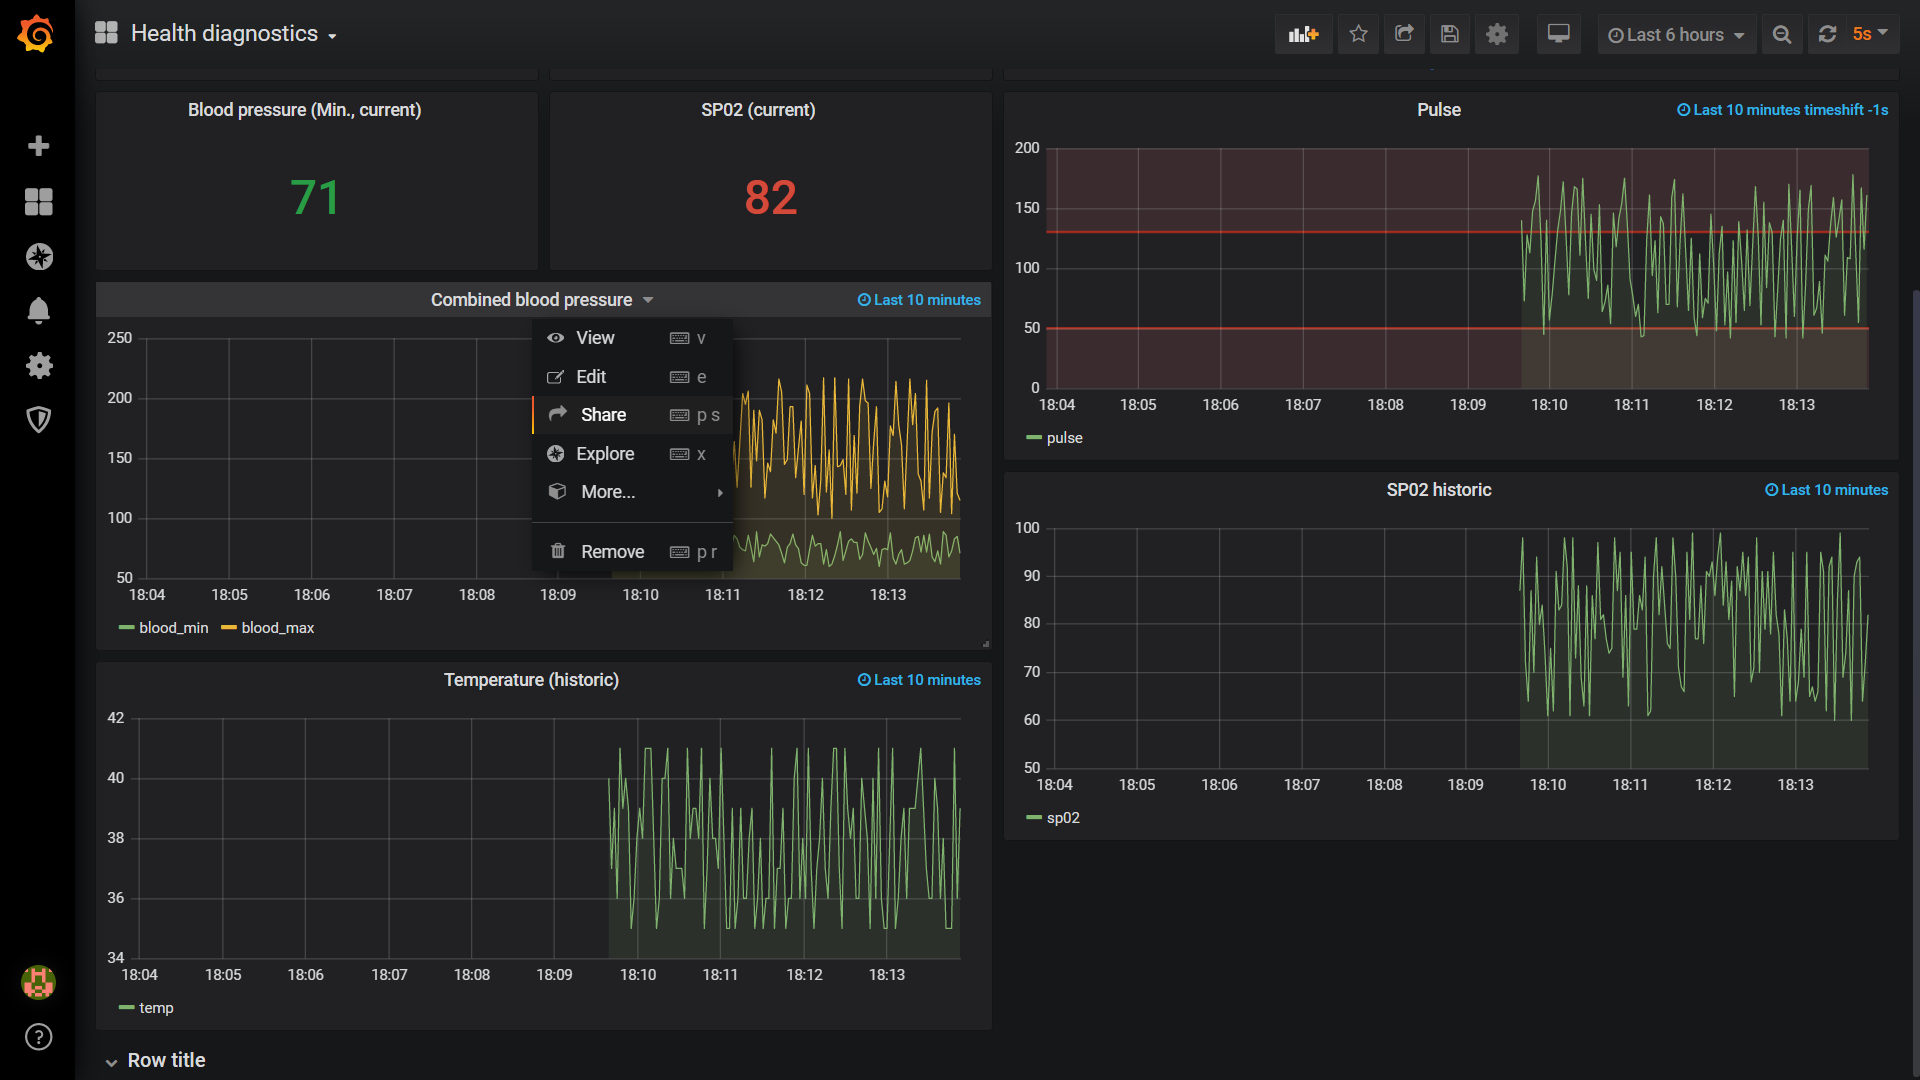 Health diagnostics
Last 6 hours
5s
Blood pressure (Min., current)
71
SP02 (current)
82
Pulse
Last 10 minutes timeshift -1s
200
150
100
50
0
18:04 18:05 18:06 18:07 18:08 18:09 18:10 18:11 18:12 18:13
pulse
Combined blood pressure
Last 10 minutes
View v
Edit e
Share p s
Explore x
More...
Remove p r
250
200
150
100
50
18:04 18:05 18:06 18:07 18:08 18:09 18:10 18:11 18:12 18:13
blood_min blood_max
SP02 historic
Last 10 minutes
100
90
80
70
60
50
18:04 18:05 18:06 18:07 18:08 18:09 18:10 18:11 18:12 18:13
sp02
Temperature (historic)
Last 10 minutes
42
40
38
36
34
18:04 18:05 18:06 18:07 18:08 18:09 18:10 18:11 18:12 18:13
temp
Row title